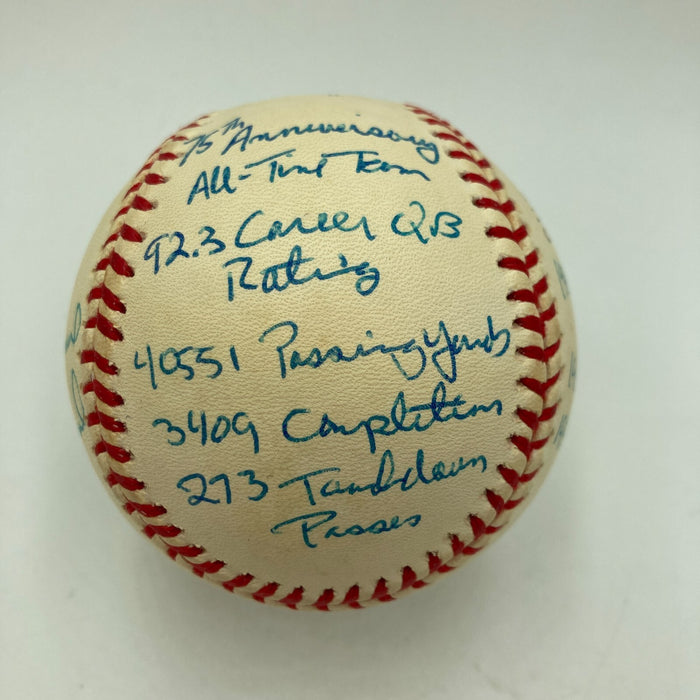 75th Anniversary
All-Time Team
92.3 Career QB
Rating
40551 Passing Yards
3409 Completions
273 Touchdown
Passes